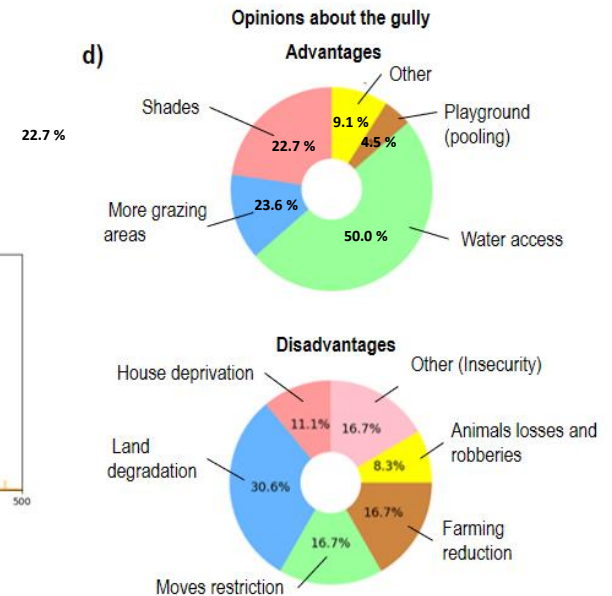 Opinions about the gully
d)
Advantages
Other
Shades
Playground
(pooling)
9.1 %
22.7 %
4.5 %
22.7 %
More grazing
areas
23.6 %
50.0 %
Water access
Disadvantages
House deprivation
Other (Insecurity)
11.1%
16.7%
Animals losses and
robberies
Land
degradation
8.3%
30.6%
500
16.7%
Farming
reduction
16.7%
Moves restriction